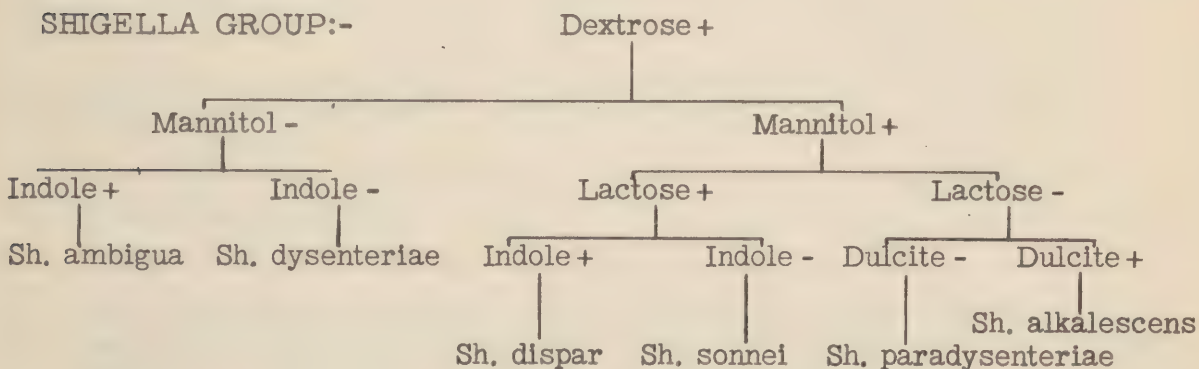 SHIGELLA GROUP:- Dextrose +
Mannitol - Mannitol +
Indole + Indole - Lactose + Lactose -
Sh. ambigua Sh. dysenteriae Indole + Indole - Dulcite - Dulcite +
Sh. alkalescens
Sh. dispar Sh. sonnei Sh. paradysenteriae